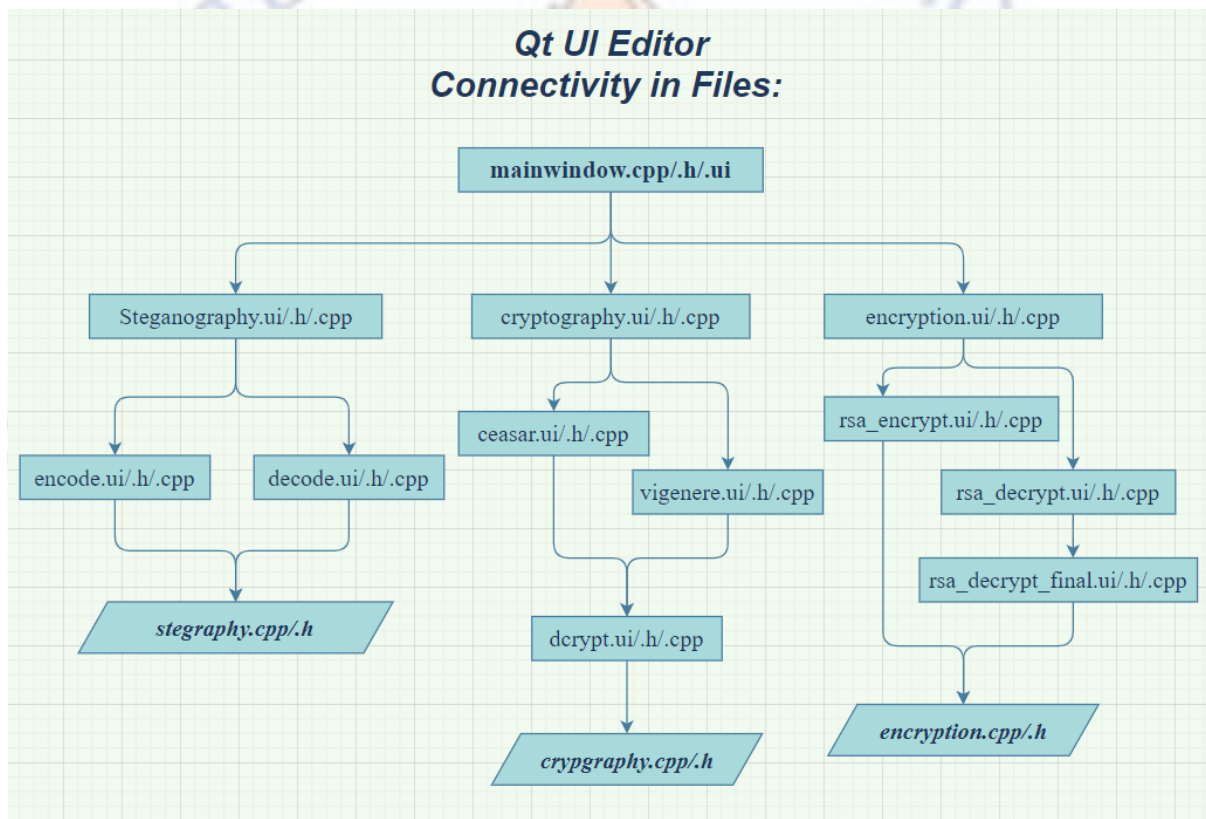 Qt UI Editor
Connectivity in Files:
mainwindow.cpp/.h/.ui
Steganography.ui/.h/.cpp
cryptography.ui/.h/.cpp
encryption.ui/.h/.cpp
rsa_encrypt.ui/.h/.cpp
ceasar.ui/.h/.cpp
encode.ui/.h/.cpp
decode.ui/.h/.cpp
vigenere.ui/.h/.cpp
rsa_decrypt.ui/.h/.cpp
rsa_decrypt_final.ui/.h/.cpp
stegraphy.cpp/.h
dcrypt.ui/.h/.cpp
encryption.cpp/.h
crypgraphy.cpp/.h